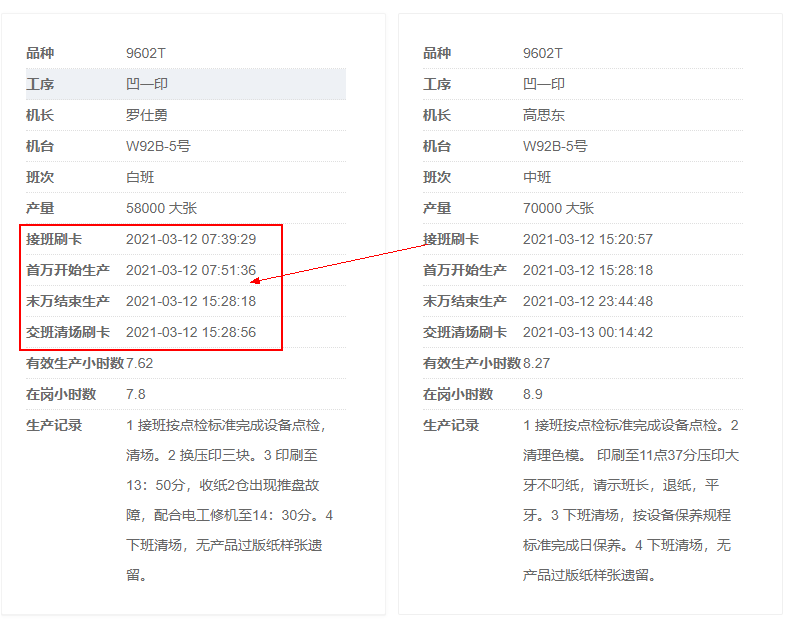 品种 9602T
工序 凹一印
机长 罗仕勇
机台 W92B-5号
班次 白班
产量 58000 大张
接班刷卡 2021-03-12 07:39:29
首万开始生产 2021-03-12 07:51:36
末万结束生产 2021-03-12 15:28:18
交班清场刷卡 2021-03-12 15:28:56
有效生产小时数 7.62
在岗小时数 7.8
生产记录 1 接班按点检标准完成设备点检，
清场。2 换压印三块。3 印刷至
13：50分，收纸2仓出现推盘故
障，配合电工修机至14：30分。4
下班清场，无产品过版纸样张遗
留。
品种 9602T
工序 凹一印
机长 高思东
机台 W92B-5号
班次 中班
产量 70000 大张
接班刷卡 2021-03-12 15:20:57
首万开始生产 2021-03-12 15:28:18
末万结束生产 2021-03-12 23:44:48
交班清场刷卡 2021-03-13 00:14:42
有效生产小时数 8.27
在岗小时数 8.9
生产记录 1 接班按点检标准完成设备点检。2
清理色模。 印刷至11点37分压印大
牙不叼纸，请示班长，退纸，平
牙。3 下班清场，按设备保养规程
标准完成日保养。4 下班清场，无
产品过版纸样张遗留。